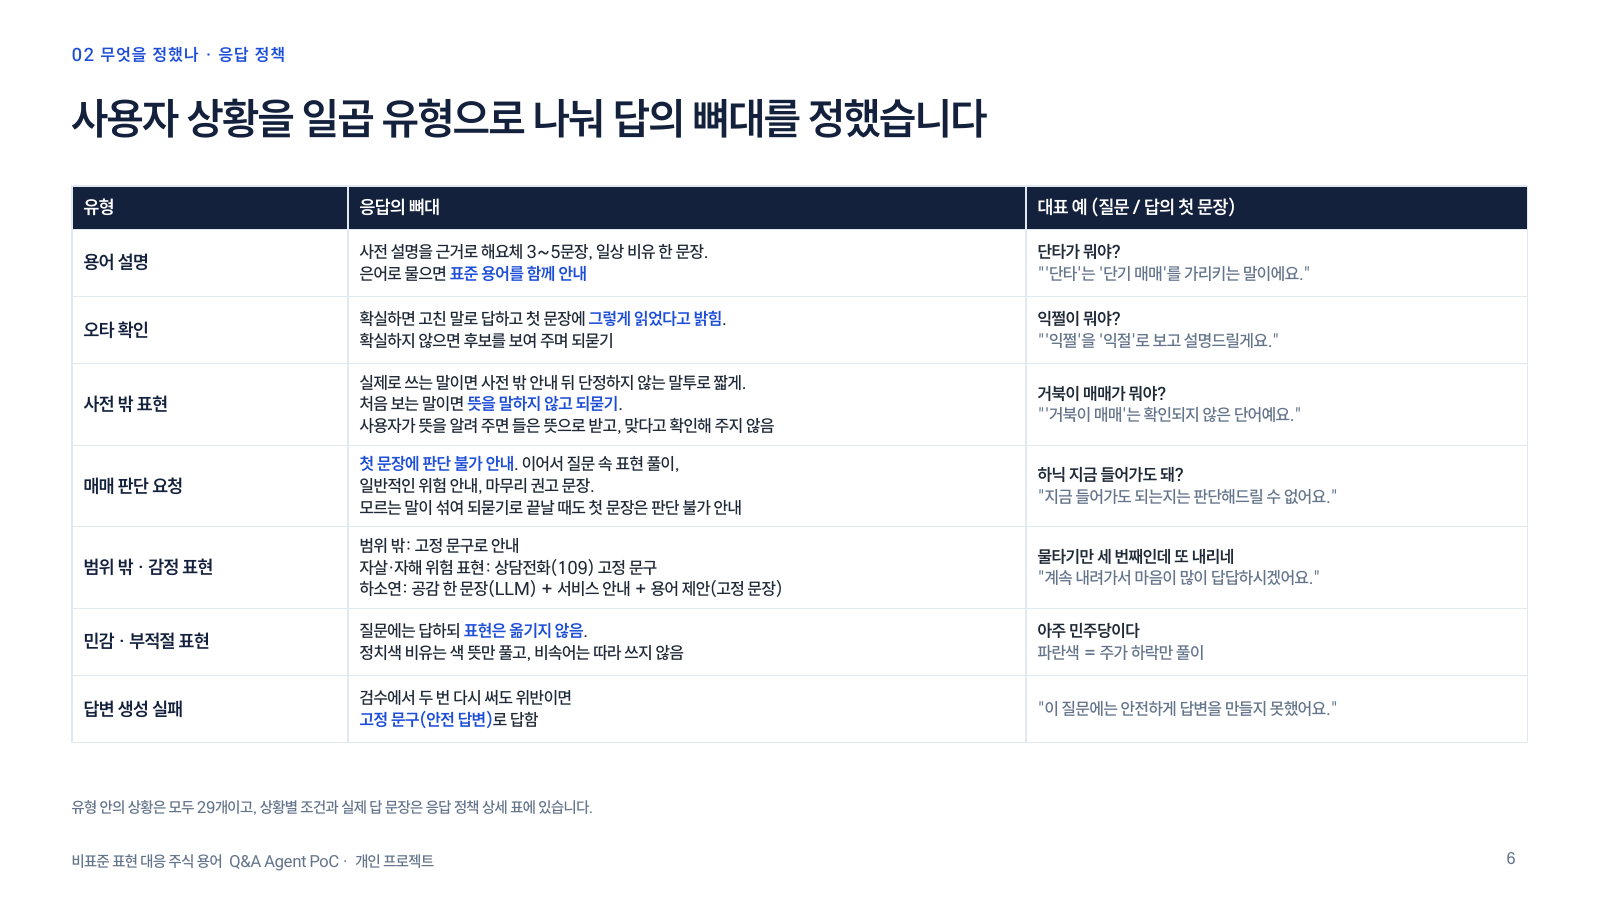 02 무엇을 정했나 · 응답 정책
사용자 상황을 일곱 유형으로 나눠 답의 뼈대를 정했습니다
유형
응답의 뼈대
대표 예 (질문 / 답의 첫 문장)
용어 설명
사전 설명을 근거로 해요체 3~5문장, 일상 비유 한 문장.
은어로 물으면 표준 용어를 함께 안내
단타가 뭐야?
"'단타'는 '단기 매매'를 가리키는 말이에요."
오타 확인
확실하면 고친 말로 답하고 첫 문장에 그렇게 읽었다고 밝힘.
확실하지 않으면 후보를 보여 주며 되묻기
익쩔이 뭐야?
"'익쩔'을 '익절'로 보고 설명드릴게요."
사전 밖 표현
실제로 쓰는 말이면 사전 밖 안내 뒤 단정하지 않는 말투로 짧게.
처음 보는 말이면 뜻을 말하지 않고 되묻기.
사용자가 뜻을 알려 주면 들은 뜻으로 받고, 맞다고 확인해 주지 않음
거북이 매매가 뭐야?
"'거북이 매매'는 확인되지 않은 단어예요."
매매 판단 요청
첫 문장에 판단 불가 안내. 이어서 질문 속 표현 풀이,
일반적인 위험 안내, 마무리 권고 문장.
모르는 말이 섞여 되묻기로 끝날 때도 첫 문장은 판단 불가 안내
하닉 지금 들어가도 돼?
"지금 들어가도 되는지는 판단해드릴 수 없어요."
범위 밖 · 감정 표현
범위 밖: 고정 문구로 안내
자살·자해 위험 표현: 상담전화(109) 고정 문구
하소연: 공감 한 문장(LLM) + 서비스 안내 + 용어 제안(고정 문장)
물타기만 세 번째인데 또 내리네
"계속 내려가서 마음이 많이 답답하시겠어요."
민감 · 부적절 표현
질문에는 답하되 표현은 옮기지 않음.
정치색 비유는 색 뜻만 풀고, 비속어는 따라 쓰지 않음
아주 민주당이다
파란색 = 주가 하락만 풀이
답변 생성 실패
검수에서 두 번 다시 써도 위반이면
고정 문구(안전 답변)로 답함
"이 질문에는 안전하게 답변을 만들지 못했어요."
유형 안의 상황은 모두 29개이고, 상황별 조건과 실제 답 문장은 응답 정책 상세 표에 있습니다.
비표준 표현 대응 주식 용어 Q&A Agent PoC · 개인 프로젝트
6